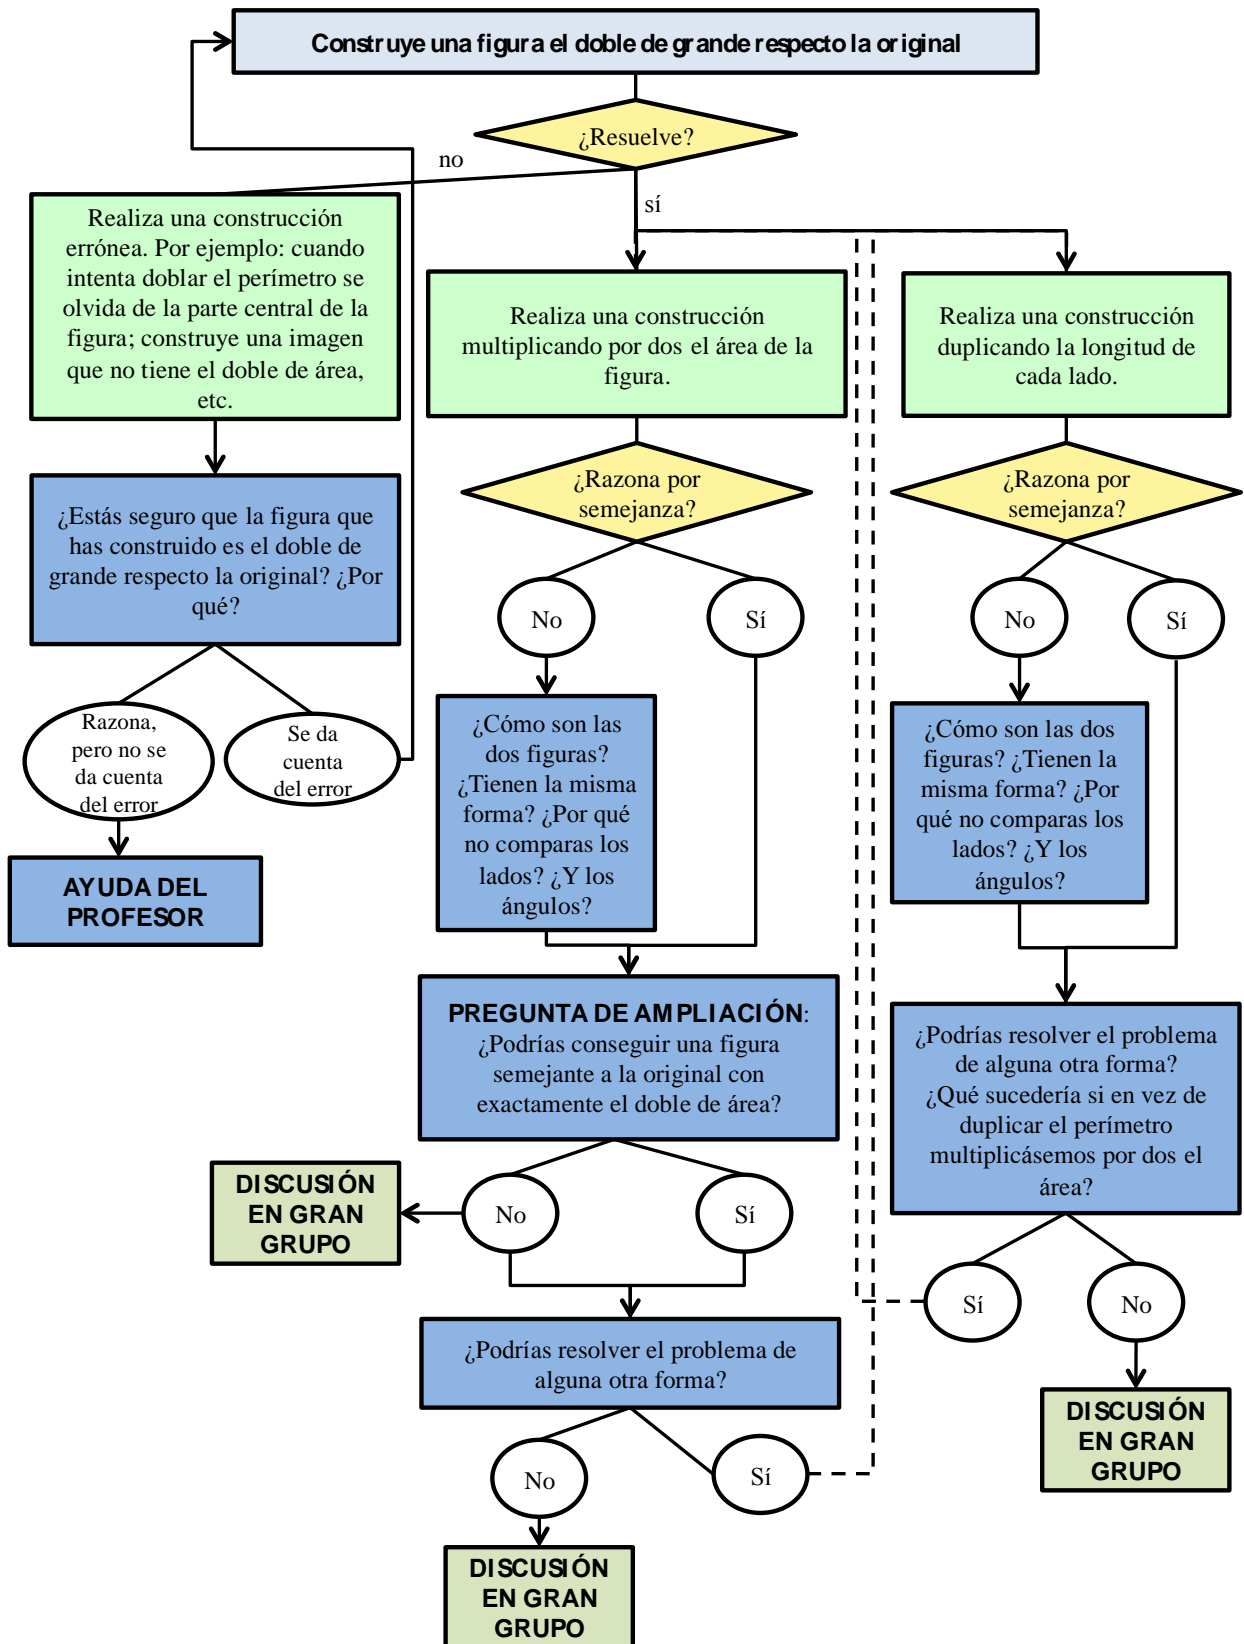 Construye una figura el doble de grande respecto la original
¿Resuelve?
no
sí
Realiza una construcción
errónea. Por ejemplo: cuando
intenta doblar el perímetro se
olvida de la parte central de la
figura; construye una imagen
que no tiene el doble de área,
etc.
Realiza una construcción
multiplicando por dos el área de la
figura.
Realiza una construcción
duplicando la longitud de
cada lado.
¿Estás seguro que la figura que
has construido es el doble de
grande respecto la original? ¿Por
qué?
¿Razona por
semejanza?
¿Razona por
semejanza?
No
Sí
No
Sí
Razona,
pero no se
da cuenta
del error
Se da
cuenta
del error
¿Cómo son las
dos figuras?
¿Tienen la misma
forma? ¿Por qué
no comparas los
lados? ¿Y los
ángulos?
¿Cómo son las dos
figuras? ¿Tienen la
misma forma? ¿Por
qué no comparas los
lados? ¿Y los
ángulos?
AYUDA DEL
PROFESOR
PREGUNTA DE AMPLIACIÓN:
¿Podrías conseguir una figura
semejante a la original con
exactamente el doble de área?
¿Podrías resolver el problema
de alguna otra forma?
¿Qué sucedería si en vez de
duplicar el perímetro
multiplicásemos por dos el
área?
DISCUSIÓN
EN GRAN
GRUPO
No
Sí
Sí
No
¿Podrías resolver el problema de
alguna otra forma?
DISCUSIÓN
EN GRAN
GRUPO
No
Sí
DISCUSIÓN
EN GRAN
GRUPO